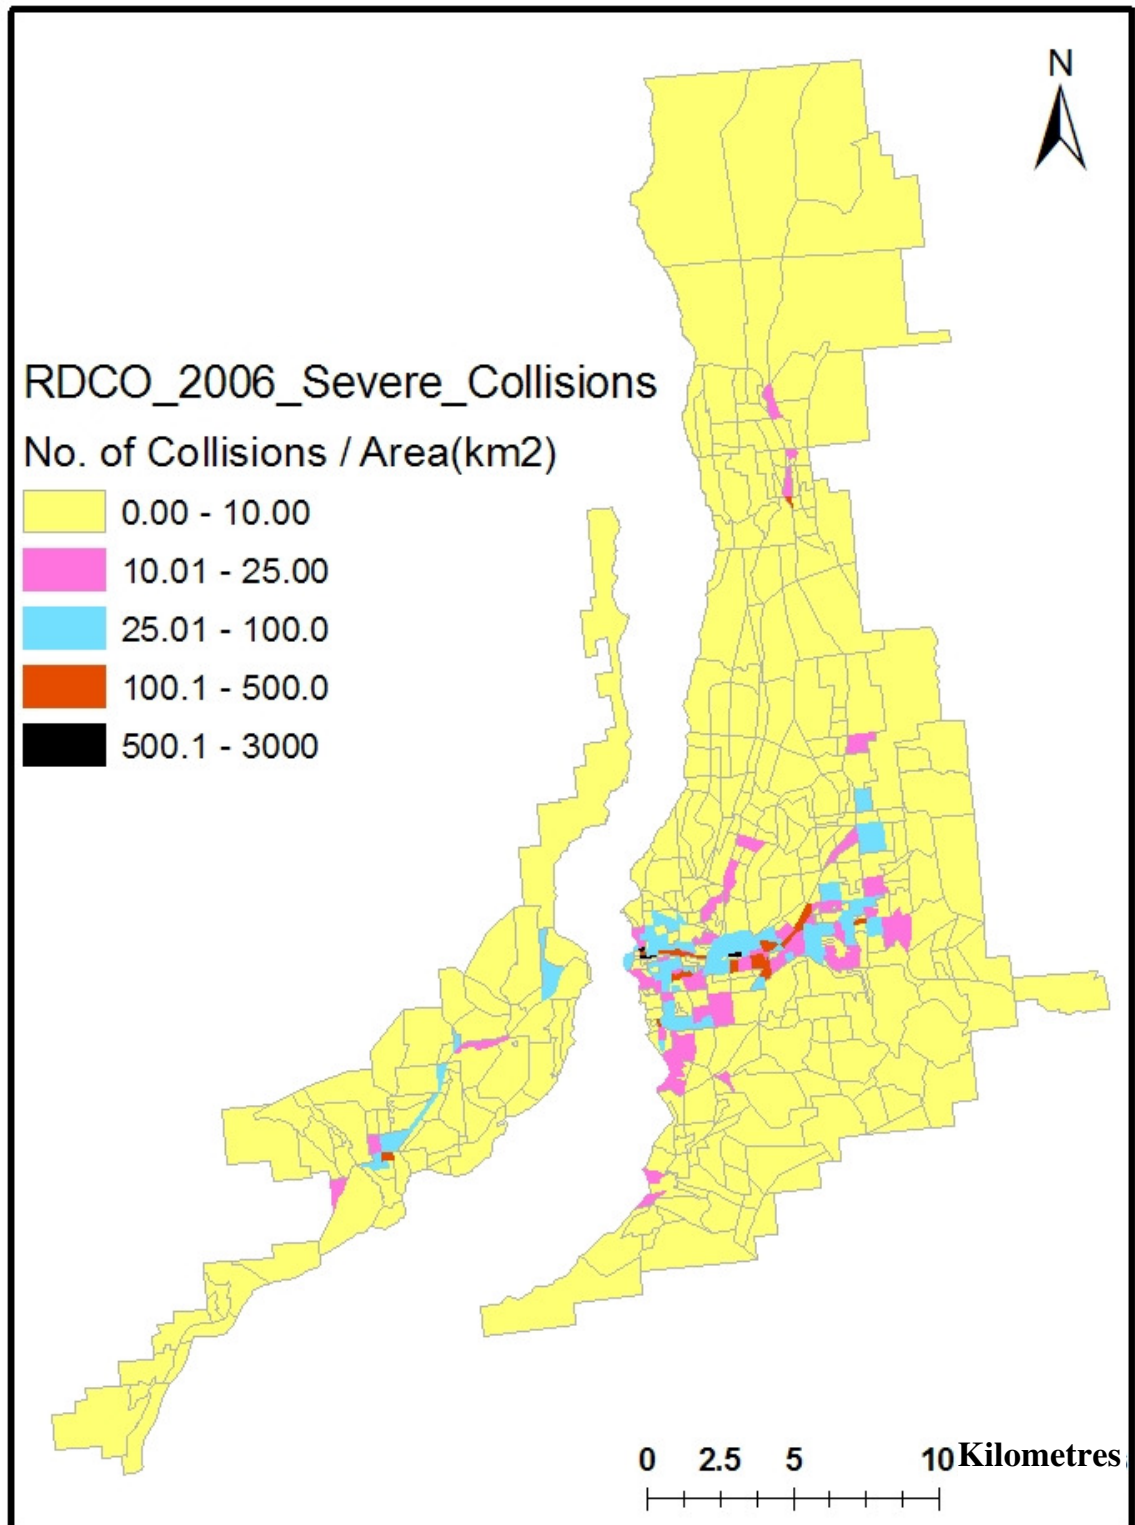 N
RDCO_2006_Severe_Collisions
No. of Collisions / Area(km2)
0.00 - 10.00
10.01 - 25.00
25.01 - 100.0
100.1 - 500.0
500.1 - 3000
0 2.5 5 10 Kilometres